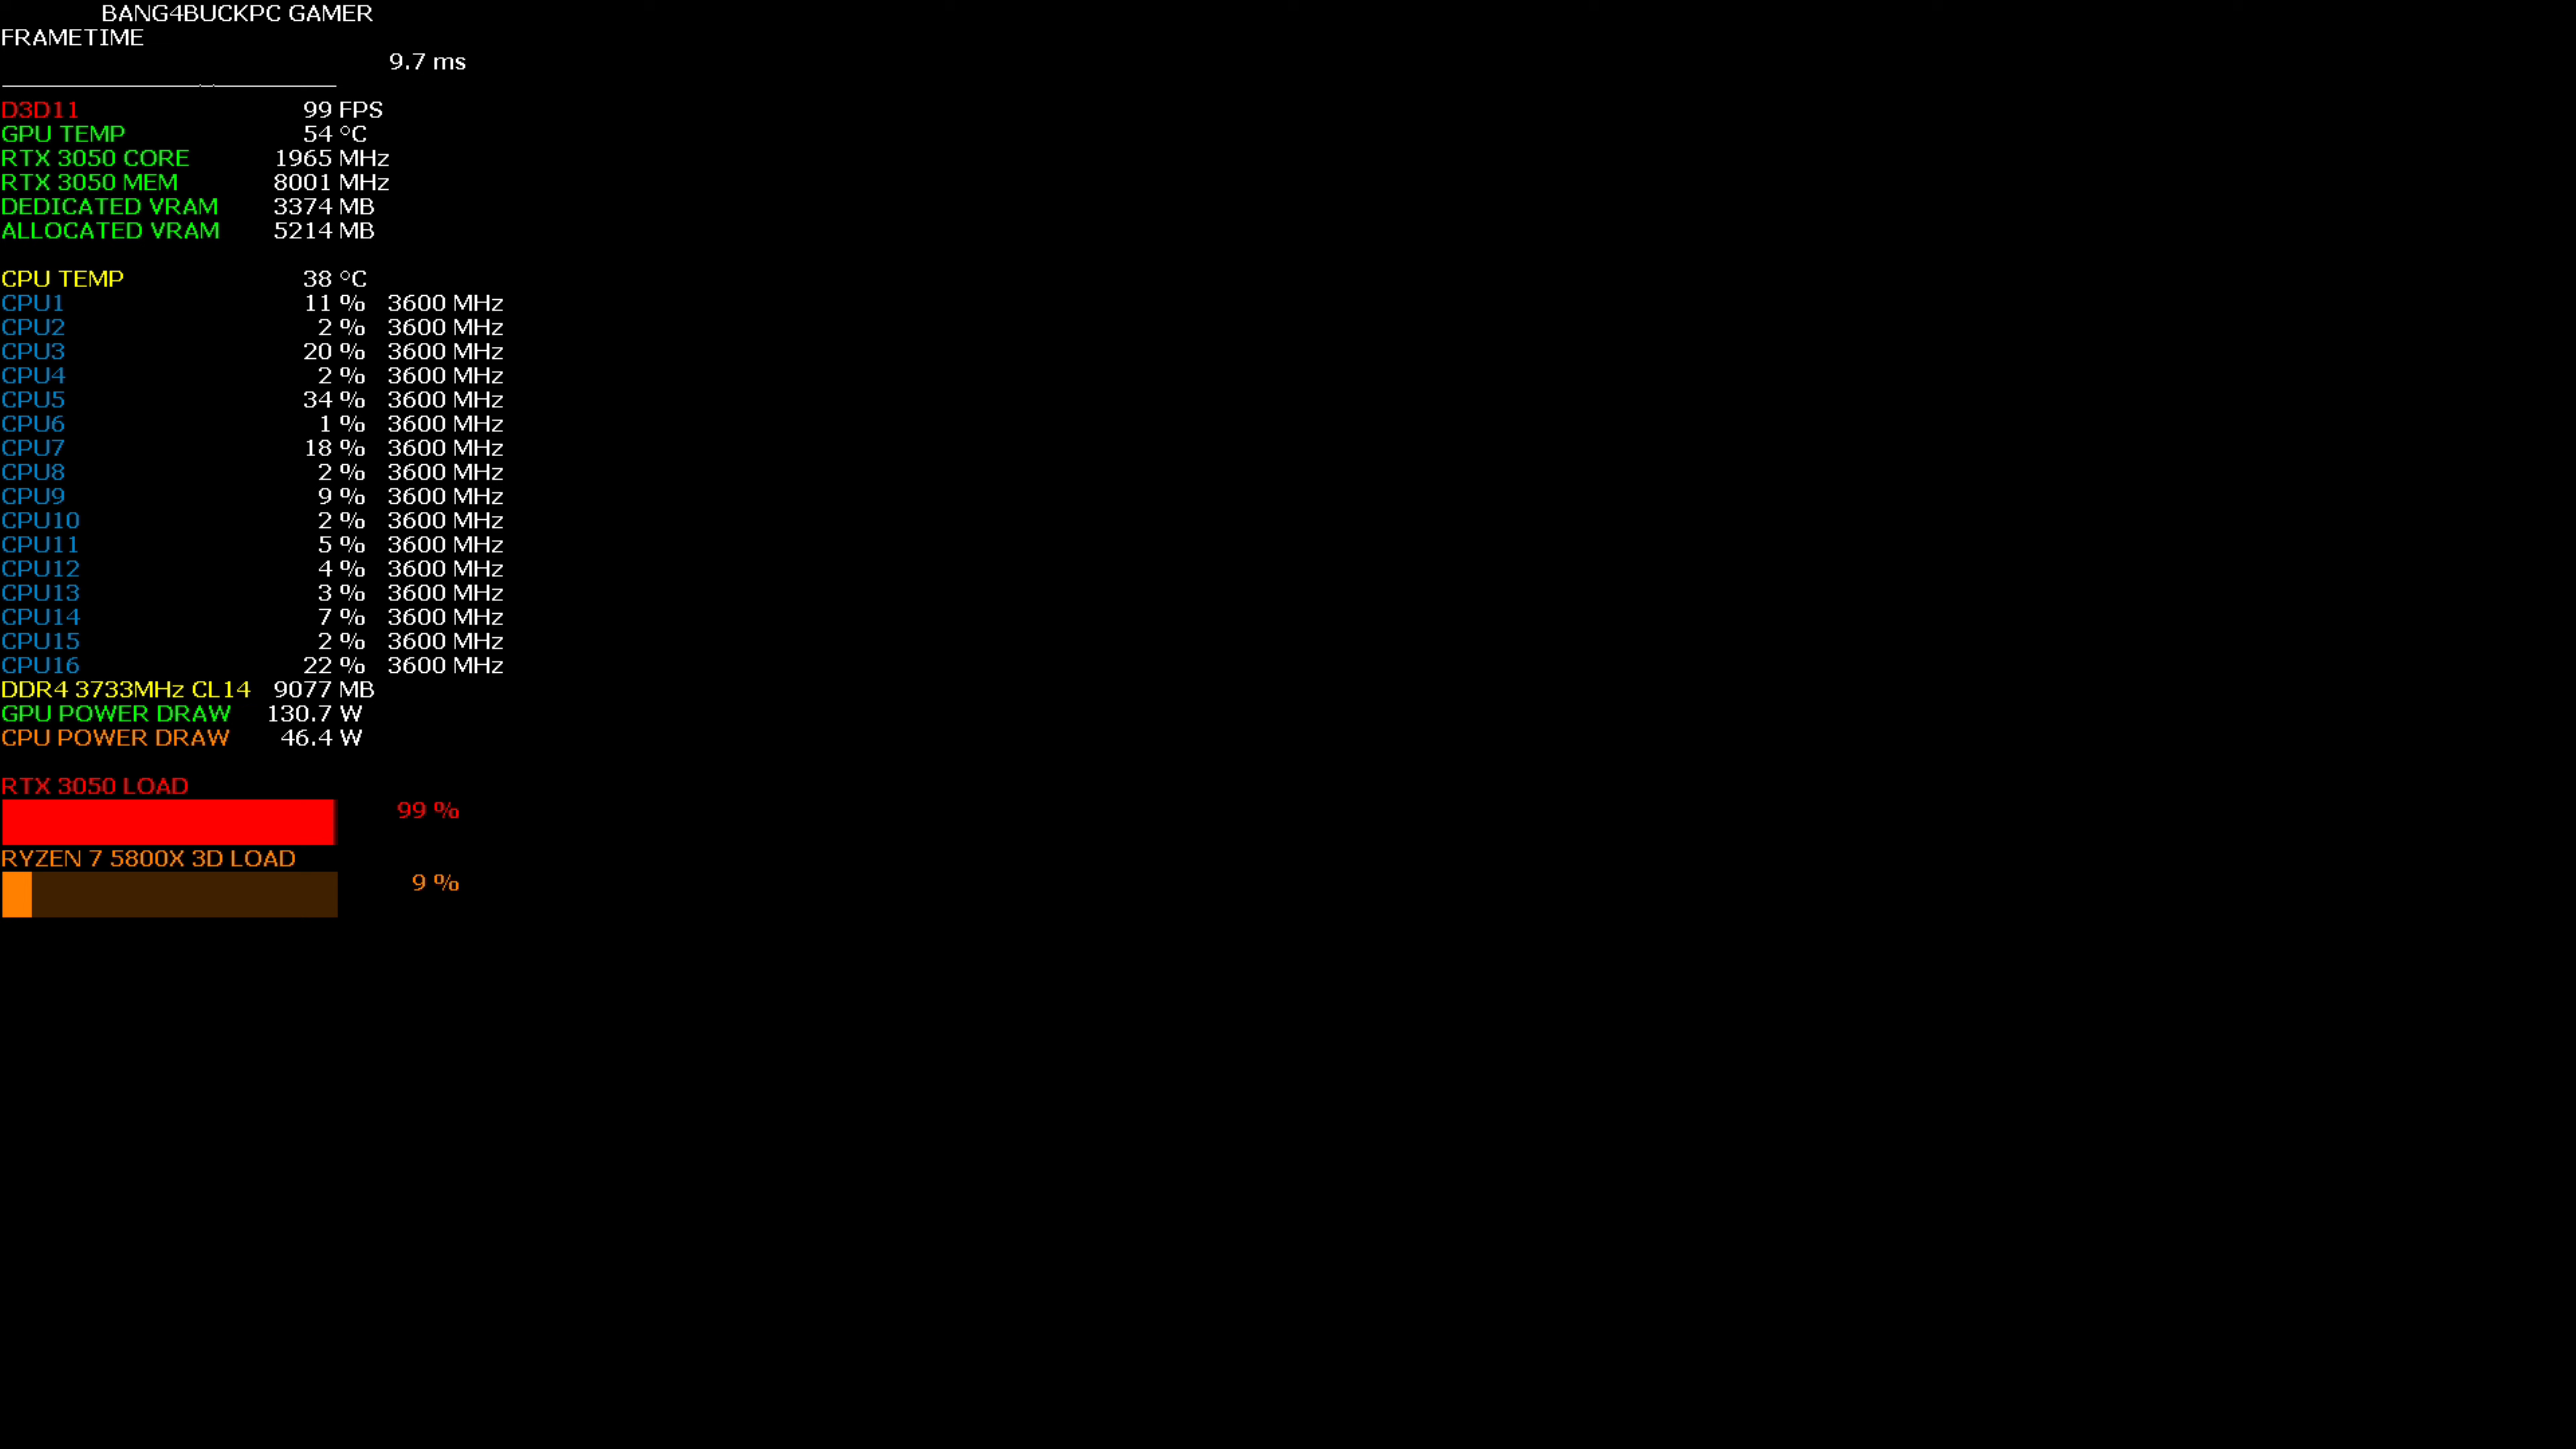 BANG4BUCKPC GAMER
FRAMETIME
9.7 ms
D3D11 99 FPS
GPU TEMP 54 °C
RTX 3050 CORE 1965 MHz
RTX 3050 MEM 8001 MHz
DEDICATED VRAM 3374 MB
ALLOCATED VRAM 5214 MB
CPU TEMP 38 °C
CPU1 11 % 3600 MHz
CPU2 2 % 3600 MHz
CPU3 20 % 3600 MHz
CPU4 2 % 3600 MHz
CPU5 34 % 3600 MHz
CPU6 1 % 3600 MHz
CPU7 18 % 3600 MHz
CPU8 2 % 3600 MHz
CPU9 9 % 3600 MHz
CPU10 2 % 3600 MHz
CPU11 5 % 3600 MHz
CPU12 4 % 3600 MHz
CPU13 3 % 3600 MHz
CPU14 7 % 3600 MHz
CPU15 2 % 3600 MHz
CPU16 22 % 3600 MHz
DDR4 3733MHz CL14 9077 MB
GPU POWER DRAW 130.7 W
CPU POWER DRAW 46.4 W
RTX 3050 LOAD
99 %
RYZEN 7 5800X 3D LOAD
9 %